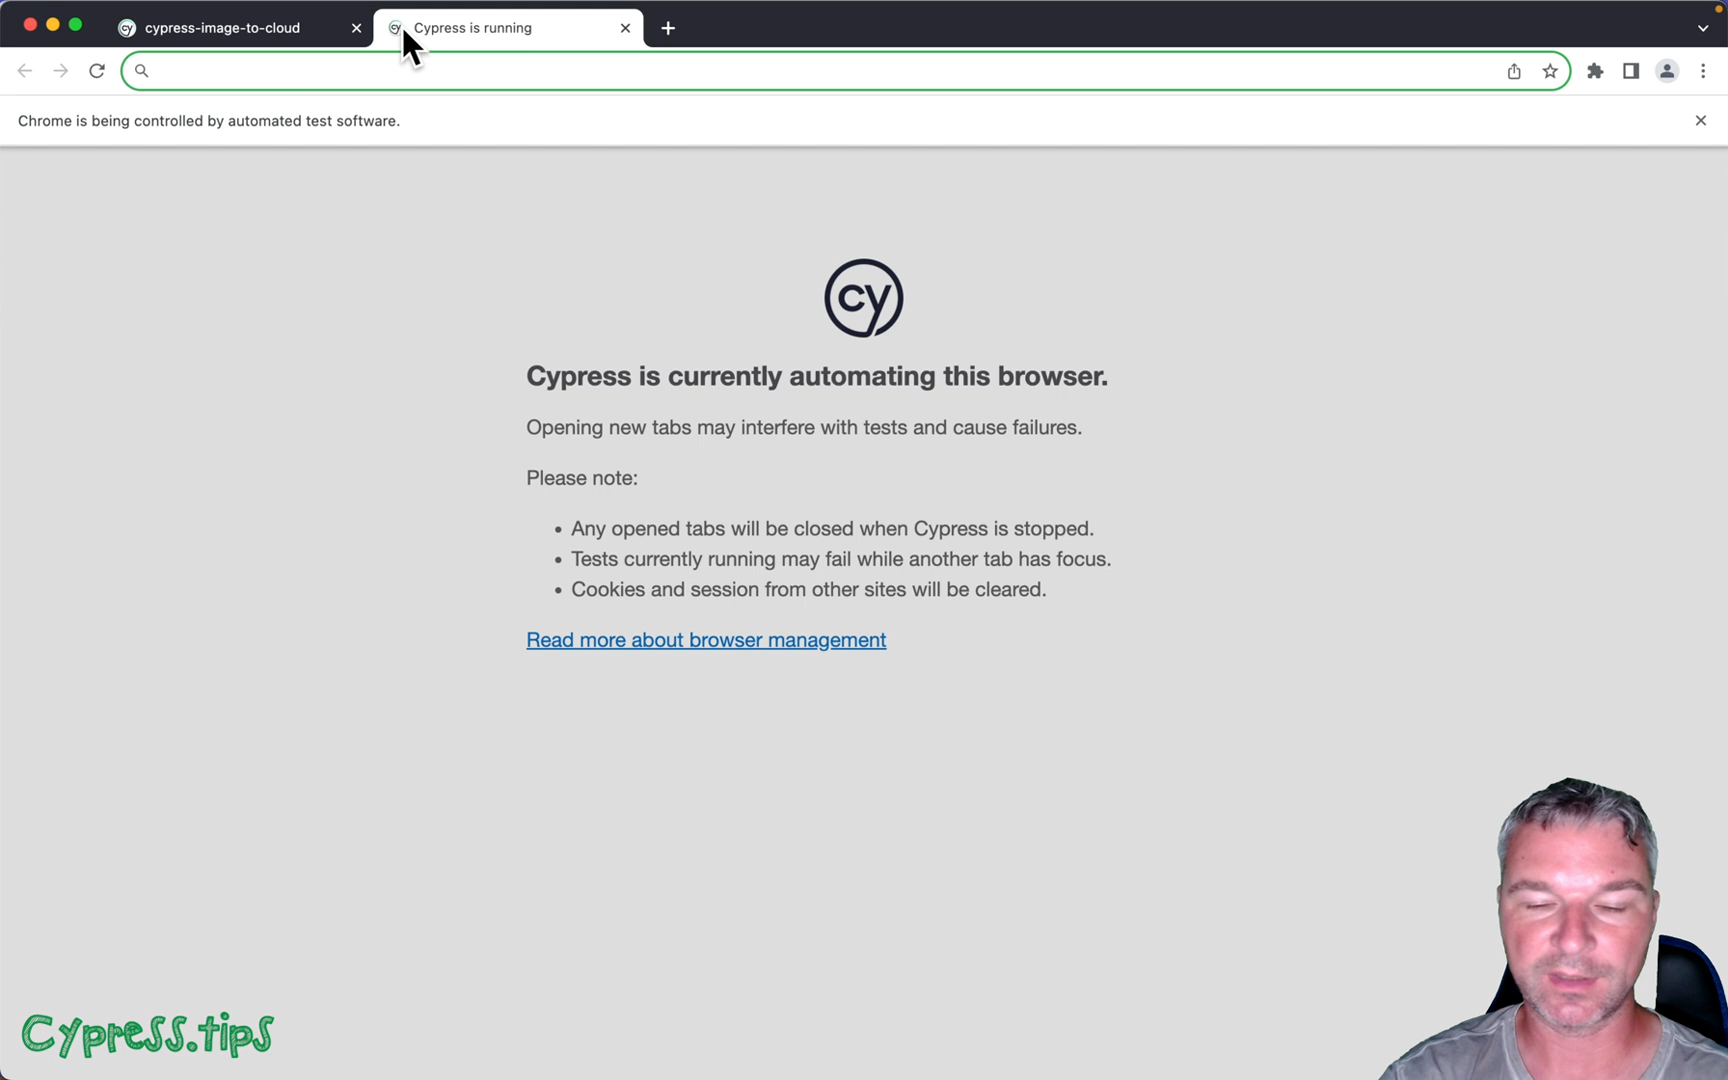 cypress-image-to-cloud
Cypress is running
Chrome is being controlled by automated test software.
cy
Cypress is currently automating this browser.
Opening new tabs may interfere with tests and cause failures.
Please note:
• Any opened tabs will be closed when Cypress is stopped.
• Tests currently running may fail while another tab has focus.
• Cookies and session from other sites will be cleared.
Read more about browser management
Cypress.tips